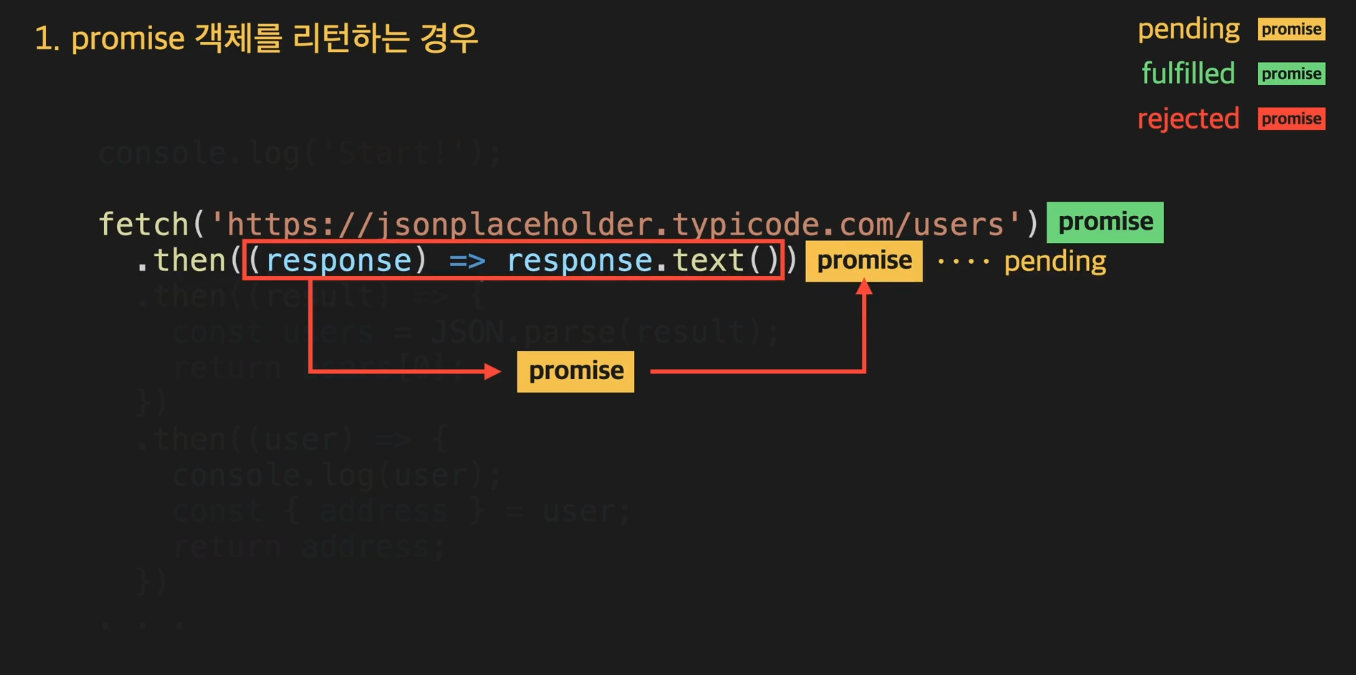 1. promise 객체를 리턴하는 경우
pending promise
fulfilled promise
rejected promise
console.log('Start!');
fetch('https://jsonplaceholder.typicode.com/users') promise
.then((response) => response.text()) promise ···· pending
.then((result) => {
const users = JSON.parse(result);
return users[0];
promise
})
.then((user) => {
console.log(user);
const { address } = user;
return address;
})
. . .